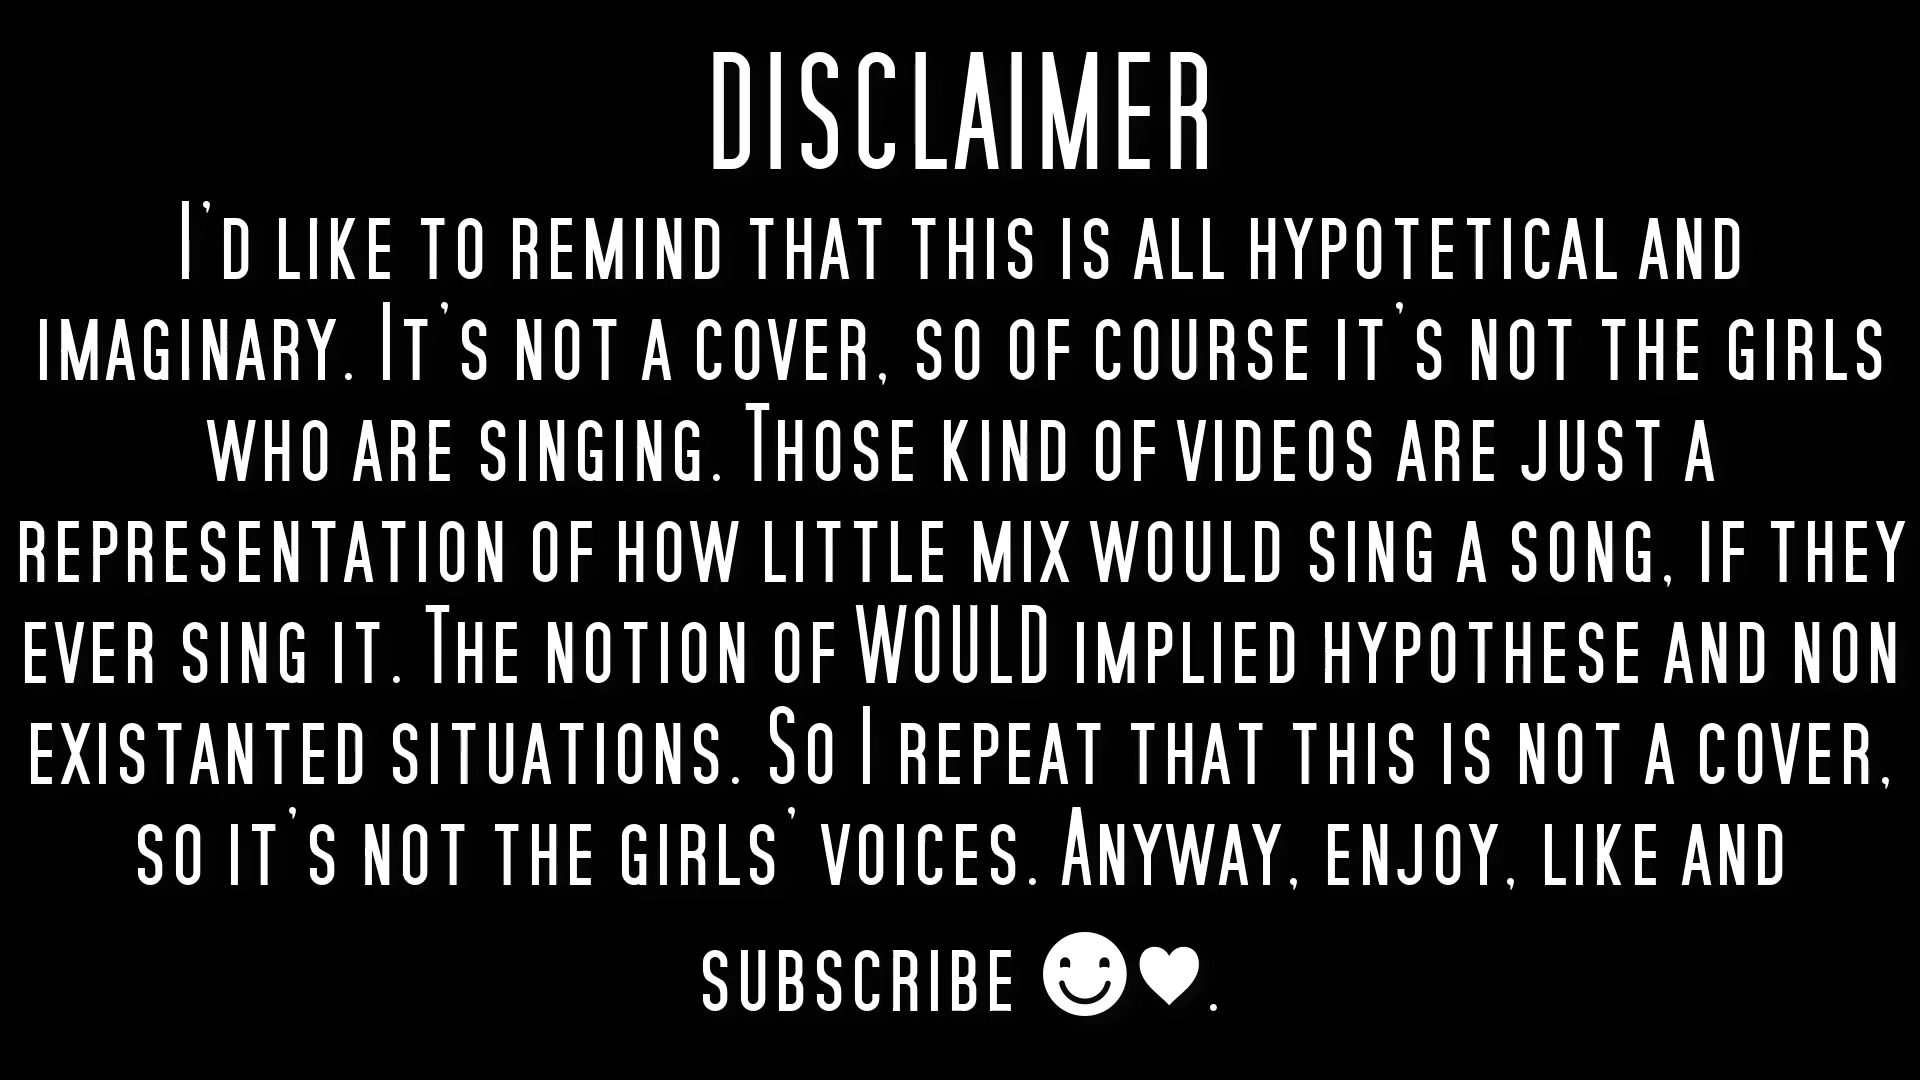 DISCLAIMER
I'd like to remind that this is all hypotetical and
imaginary. It's not a cover, so of course it's not the girls
who are singing. Those kind of videos are just a
representation of how little mix would sing a song, if they
ever sing it. The notion of WOULD implied hypothese and non
existanted situations. So I repeat that this is not a cover,
so it's not the girls' voices. Anyway, enjoy, like and
subscribe ☻♥.